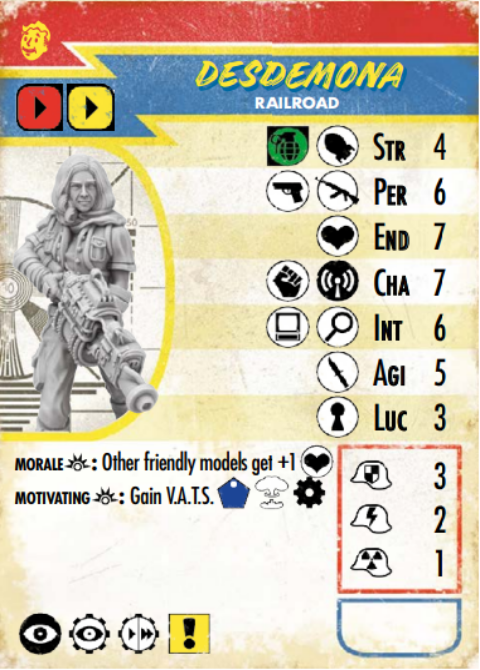 DESDEMONA
RAILROAD
STR 4
PER 6
50
END 7
CHA 7
INT 6
AGI 5
LUC 3
MORALE: Other friendly models get +1
MOTIVATING: Gain V.A.T.S.
3
2
1
!